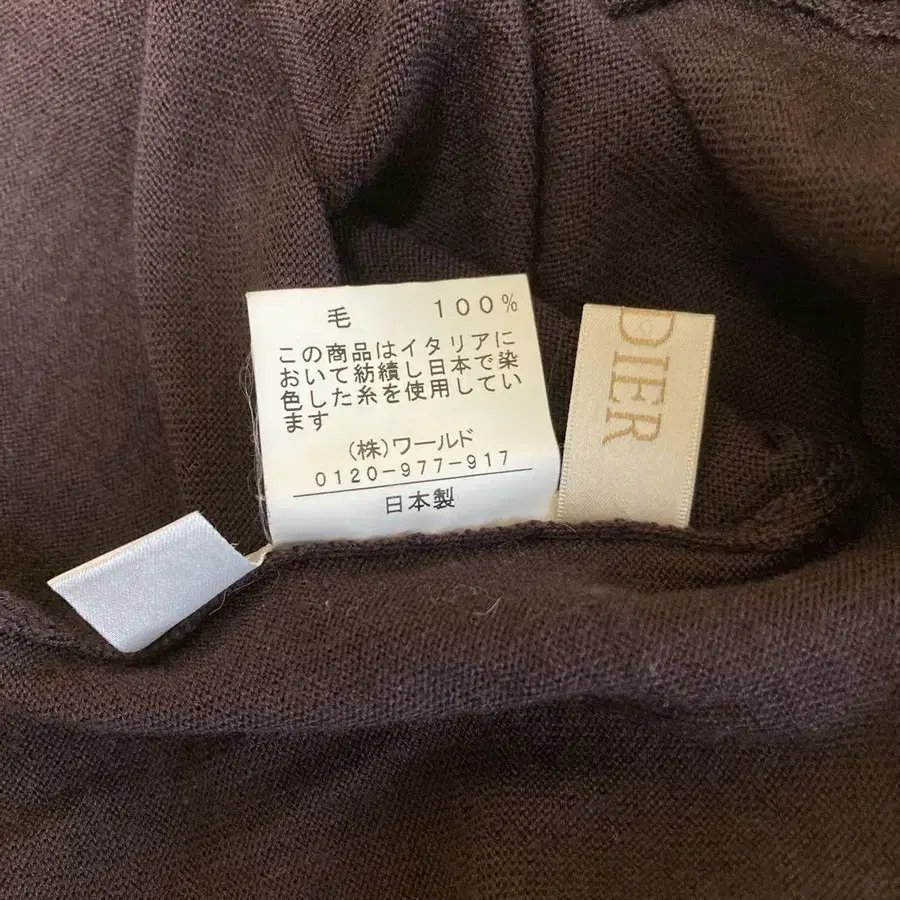 毛　100%
この商品はイタリアに
おいて紡績し日本で染
色した糸を使用してい
ます
(株)ワールド
0120-977-917
日本製
DIER